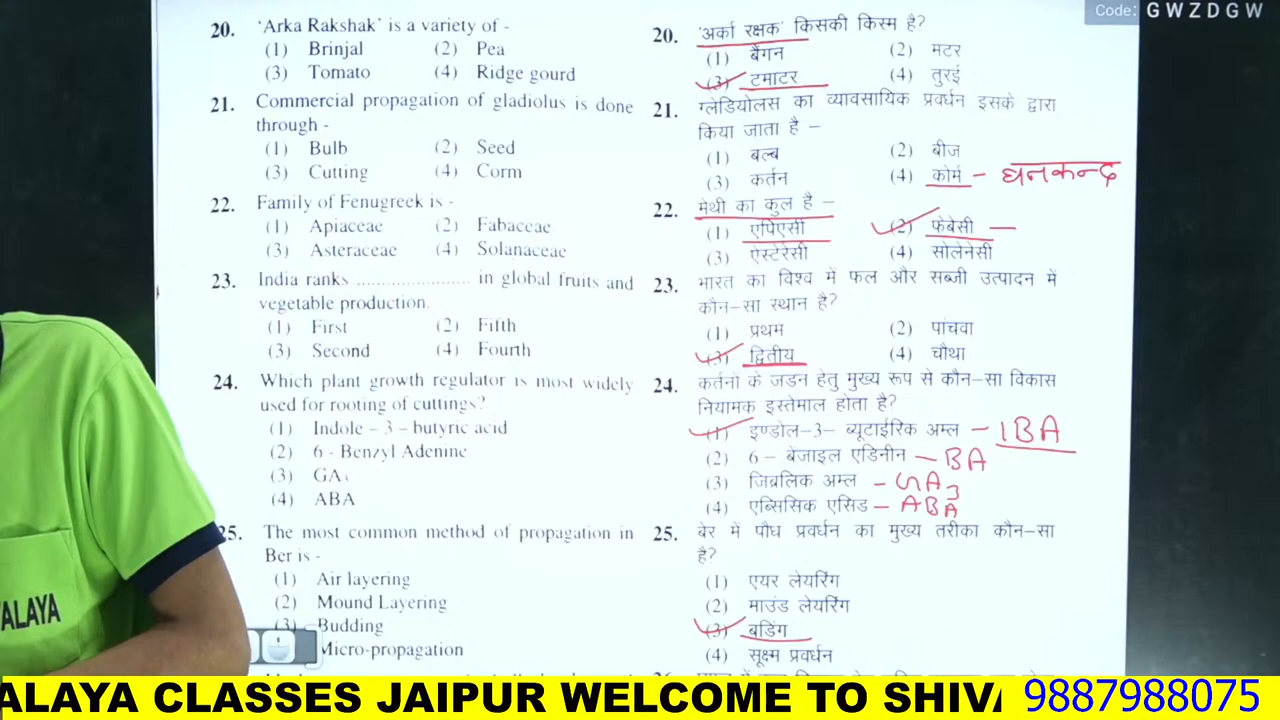 Code: GWZDGW
20. 'Arka Rakshak' is a variety of -
(1) Brinjal (2) Pea
(3) Tomato (4) Ridge gourd
21. Commercial propagation of gladiolus is done
through -
(1) Bulb (2) Seed
(3) Cutting (4) Corm
22. Family of Fenugreek is -
(1) Apiaceae (2) Fabaceae
(3) Asteraceae (4) Solanaceae
23. India ranks ........................ in global fruits and
vegetable production.
(1) First (2) Fifth
(3) Second (4) Fourth
24. Which plant growth regulator is most widely
used for rooting of cuttings?
(1) Indole – 3 – butyric acid
(2) 6 - Benzyl Adenine
(3) GA
(4) ABA
25. The most common method of propagation in
Ber is -
(1) Air layering
(2) Mound Layering
(3) Budding
Micro-propagation
20. 'अर्का रक्षक' किसकी किस्म है?
(1) बैंगन (2) मटर
(3) टमाटर (4) तुरई
21. ग्लेडियोलस का व्यावसायिक प्रवर्धन इसके द्वारा
किया जाता है –
(1) बल्ब (2) बीज
(3) कर्तन (4) कोर्म – घनकन्द
22. मेथी का कुल है –
(1) एपिएसी (2) फेबेसी —
(3) ऐस्टेरेसी (4) सोलेनेसी
23. भारत का विश्व में फल और सब्जी उत्पादन में
कौन–सा स्थान है?
(1) प्रथम (2) पांचवा
(3) द्वितीय (4) चौथा
24. कर्तनों के जडन हेतु मुख्य रूप से कौन–सा विकास
नियामक इस्तेमाल होता है?
(1) इण्डोल–3– ब्यूटाईरिक अम्ल – IBA
(2) 6 – बेंजाइल एडिनीन – BA
(3) जिब्रलिक अम्ल – GA3
(4) एब्सिसिक एसिड – ABA
25. बेर में पौध प्रवर्धन का मुख्य तरीका कौन–सा
है?
(1) एयर लेयरिंग
(2) माउंड लेयरिंग
(3) बडिंग
(4) सूक्ष्म प्रवर्धन
ALAYA
ALAYA CLASSES JAIPUR WELCOME TO SHIVA 9887988075